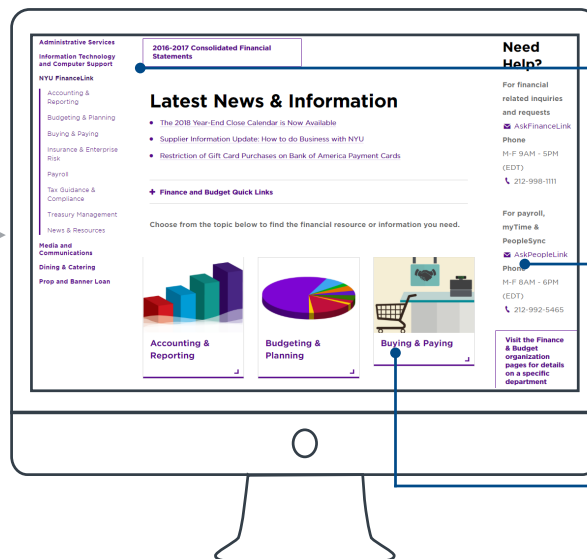 Administrative Services
Information Technology
and Computer Support
NYU FinanceLink
Accounting &
Reporting
Budgeting & Planning
Buying & Paying
Insurance & Enterprise
Risk
Payroll
Tax Guidance &
Compliance
Treasury Management
News & Resources
Media and
Communications
Dining & Catering
Prop and Banner Loan
2016-2017 Consolidated Financial
Statements
Latest News & Information
The 2018 Year-End Close Calendar is Now Available
Supplier Information Update: How to do Business with NYU
Restriction of Gift Card Purchases on Bank of America Payment Cards
+ Finance and Budget Quick Links
Choose from the topic below to find the financial resource or information you need.
Accounting &
Reporting
Budgeting &
Planning
Buying & Paying
Need
Help?
For financial
related inquiries
and requests
AskFinanceLink
Phone
M-F 9AM - 5PM
(EDT)
212-998-1111
For payroll,
myTime &
PeopleSync
AskPeopleLink
Phone
M-F 8AM - 6PM
(EDT)
212-992-5465
Visit the Finance
& Budget
organization
pages for details
on a specific
department